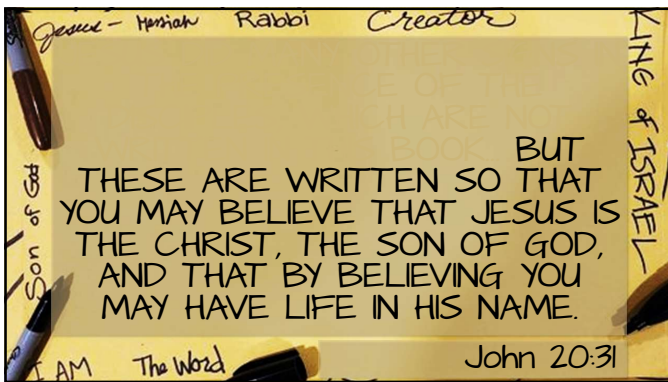 Jesus - Messiah Rabbi Creator
KING of ISRAEL
Son of God
BUT
THESE ARE WRITTEN SO THAT
YOU MAY BELIEVE THAT JESUS IS
THE CHRIST, THE SON OF GOD,
AND THAT BY BELIEVING YOU
MAY HAVE LIFE IN HIS NAME.
John 20:31
I AM The Word